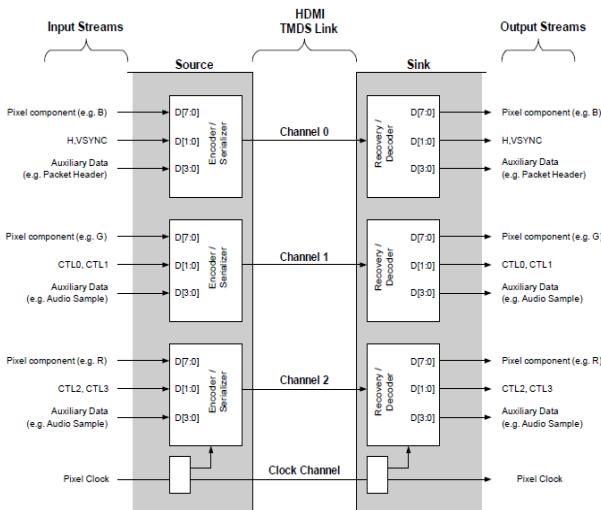 HDMI
TMDS Link
Input Streams
Output Streams
Source
Sink
Pixel component (e.g. B)
D[7:0]
H,VSYNC
D[1:0]
Auxiliary Data
(e.g. Packet Header)
D[3:0]
Encoder /
Serializer
Channel 0
Recovery /
Decoder
D[7:0]
Pixel component (e.g. B)
D[1:0]
H,VSYNC
D[3:0]
Auxiliary Data
(e.g. Packet Header)
Pixel component (e.g. G)
D[7:0]
CTL0, CTL1
D[1:0]
Auxiliary Data
(e.g. Audio Sample)
D[3:0]
Encoder /
Serializer
Channel 1
Recovery /
Decoder
D[7:0]
Pixel component (e.g. G)
D[1:0]
CTL0, CTL1
D[3:0]
Auxiliary Data
(e.g. Audio Sample)
Pixel component (e.g. R)
D[7:0]
CTL2, CTL3
D[1:0]
Auxiliary Data
(e.g. Audio Sample)
D[3:0]
Encoder /
Serializer
Channel 2
Recovery /
Decoder
D[7:0]
Pixel component (e.g. R)
D[1:0]
CTL2, CTL3
D[3:0]
Auxiliary Data
(e.g. Audio Sample)
Pixel Clock
Clock Channel
Pixel Clock